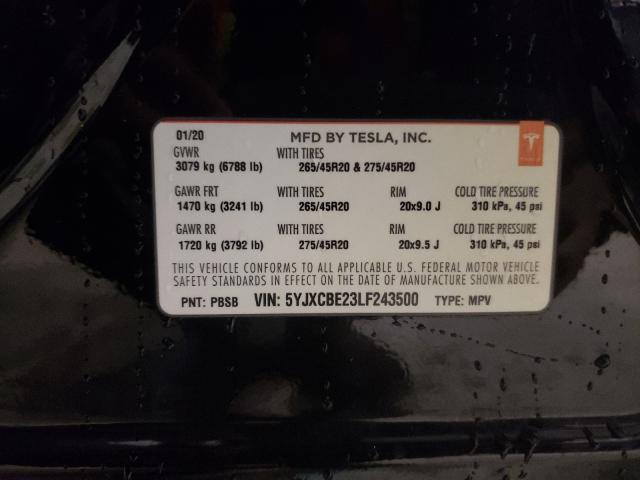 01/20 MFD BY TESLA, INC.
GVWR WITH TIRES
3079 kg (6788 lb) 265/45R20 & 275/45R20
GAWR FRT WITH TIRES RIM COLD TIRE PRESSURE
1470 kg (3241 lb) 265/45R20 20x9.0 J 310 kPa, 45 psi
GAWR RR WITH TIRES RIM COLD TIRE PRESSURE
1720 kg (3792 lb) 275/45R20 20x9.5 J 310 kPa, 45 psi
THIS VEHICLE CONFORMS TO ALL APPLICABLE U.S. FEDERAL MOTOR VEHICLE
SAFETY STANDARDS IN EFFECT ON THE DATE OF MANUFACTURE SHOWN ABOVE.
PNT: PBSB VIN: 5YJXCBE23LF243500 TYPE: MPV